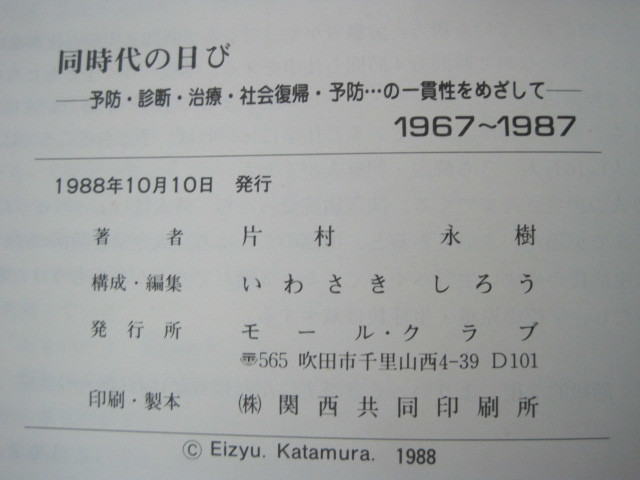 同時代の日び
──予防・診断・治療・社会復帰・予防…の一貫性をめざして──
1967〜1987
1988年10月10日　発行
著者　片村永樹
構成・編集　いわさきしろう
発行所　モール・クラブ
〠565 吹田市千里山西4-39 D101
印刷・製本　㈱関西共同印刷所
© Eizyu. Katamura. 1988